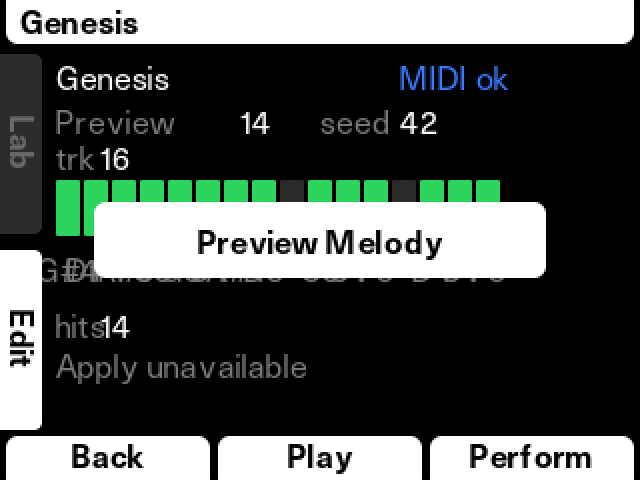 Genesis
Genesis MIDI ok
Preview 14 seed 42
trk 16
Preview Melody
hits 14
Apply unavailable
Lab
Edit
Back Play Perform